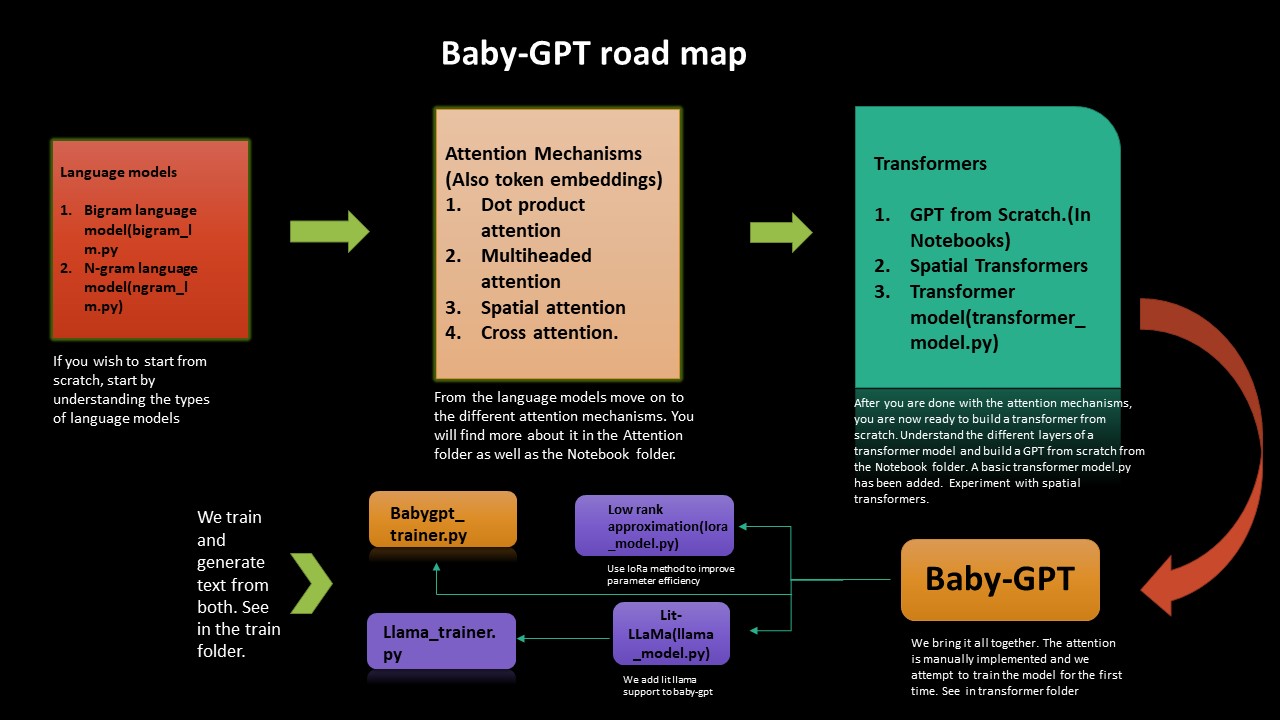 Baby-GPT road map
Language models
1. Bigram language
model(bigram_l
m.py
2. N-gram language
model(ngram_l
m.py)
If you wish to start from
scratch, start by
understanding the types
of language models
Attention Mechanisms
(Also token embeddings)
1. Dot product
attention
2. Multiheaded
attention
3. Spatial attention
4. Cross attention.
From the language models move on to
the different attention mechanisms. You
will find more about it in the Attention
folder as well as the Notebook folder.
Transformers
1. GPT from Scratch.(In
Notebooks)
2. Spatial Transformers
3. Transformer
model(transformer_
model.py)
After you are done with the attention mechanisms,
you are now ready to build a transformer from
scratch. Understand the different layers of a
transformer model and build a GPT from scratch from
the Notebook folder. A basic transformer model.py
has been added. Experiment with spatial
transformers.
We train
and
generate
text from
both. See
in the train
folder.
Babygpt_
trainer.py
Llama_trainer.
py
Low rank
approximation(lora
_model.py)
Use loRa method to improve
parameter efficiency
Lit-
LLaMa(llama
_model.py)
We add lit llama
support to baby-gpt
Baby-GPT
We bring it all together. The attention
is manually implemented and we
attempt to train the model for the first
time. See in transformer folder